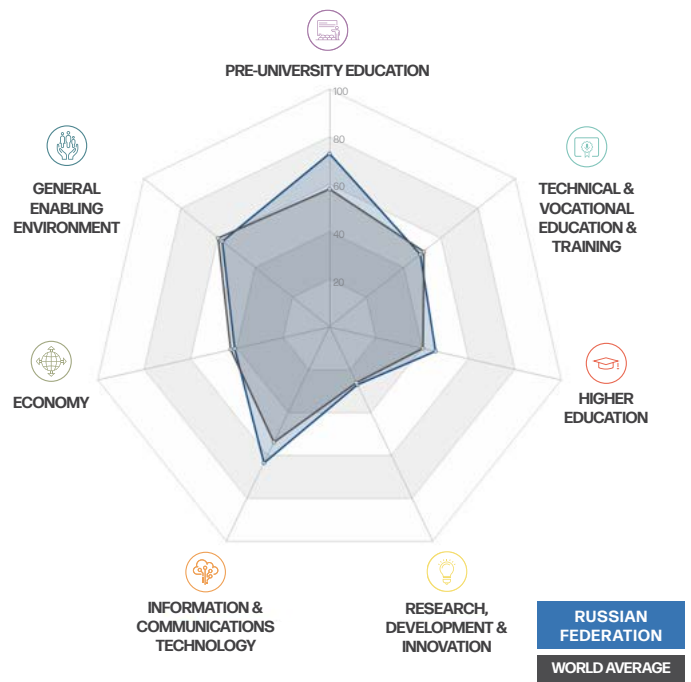 PRE-UNIVERSITY EDUCATION
100
80
60
40
20
TECHNICAL &
VOCATIONAL
EDUCATION &
TRAINING
HIGHER
EDUCATION
RESEARCH,
DEVELOPMENT &
INNOVATION
INFORMATION &
COMMUNICATIONS
TECHNOLOGY
ECONOMY
GENERAL
ENABLING
ENVIRONMENT
RUSSIAN
FEDERATION
WORLD AVERAGE